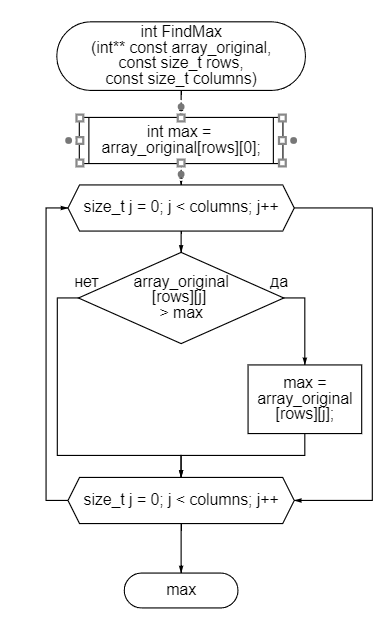 int FindMax
(int** const array_original,
const size_t rows,
const size_t columns)
int max =
array_original[rows][0];
size_t j = 0; j < columns; j++
нет
array_original
[rows][j]
> max
да
max =
array_original
[rows][j];
size_t j = 0; j < columns; j++
max